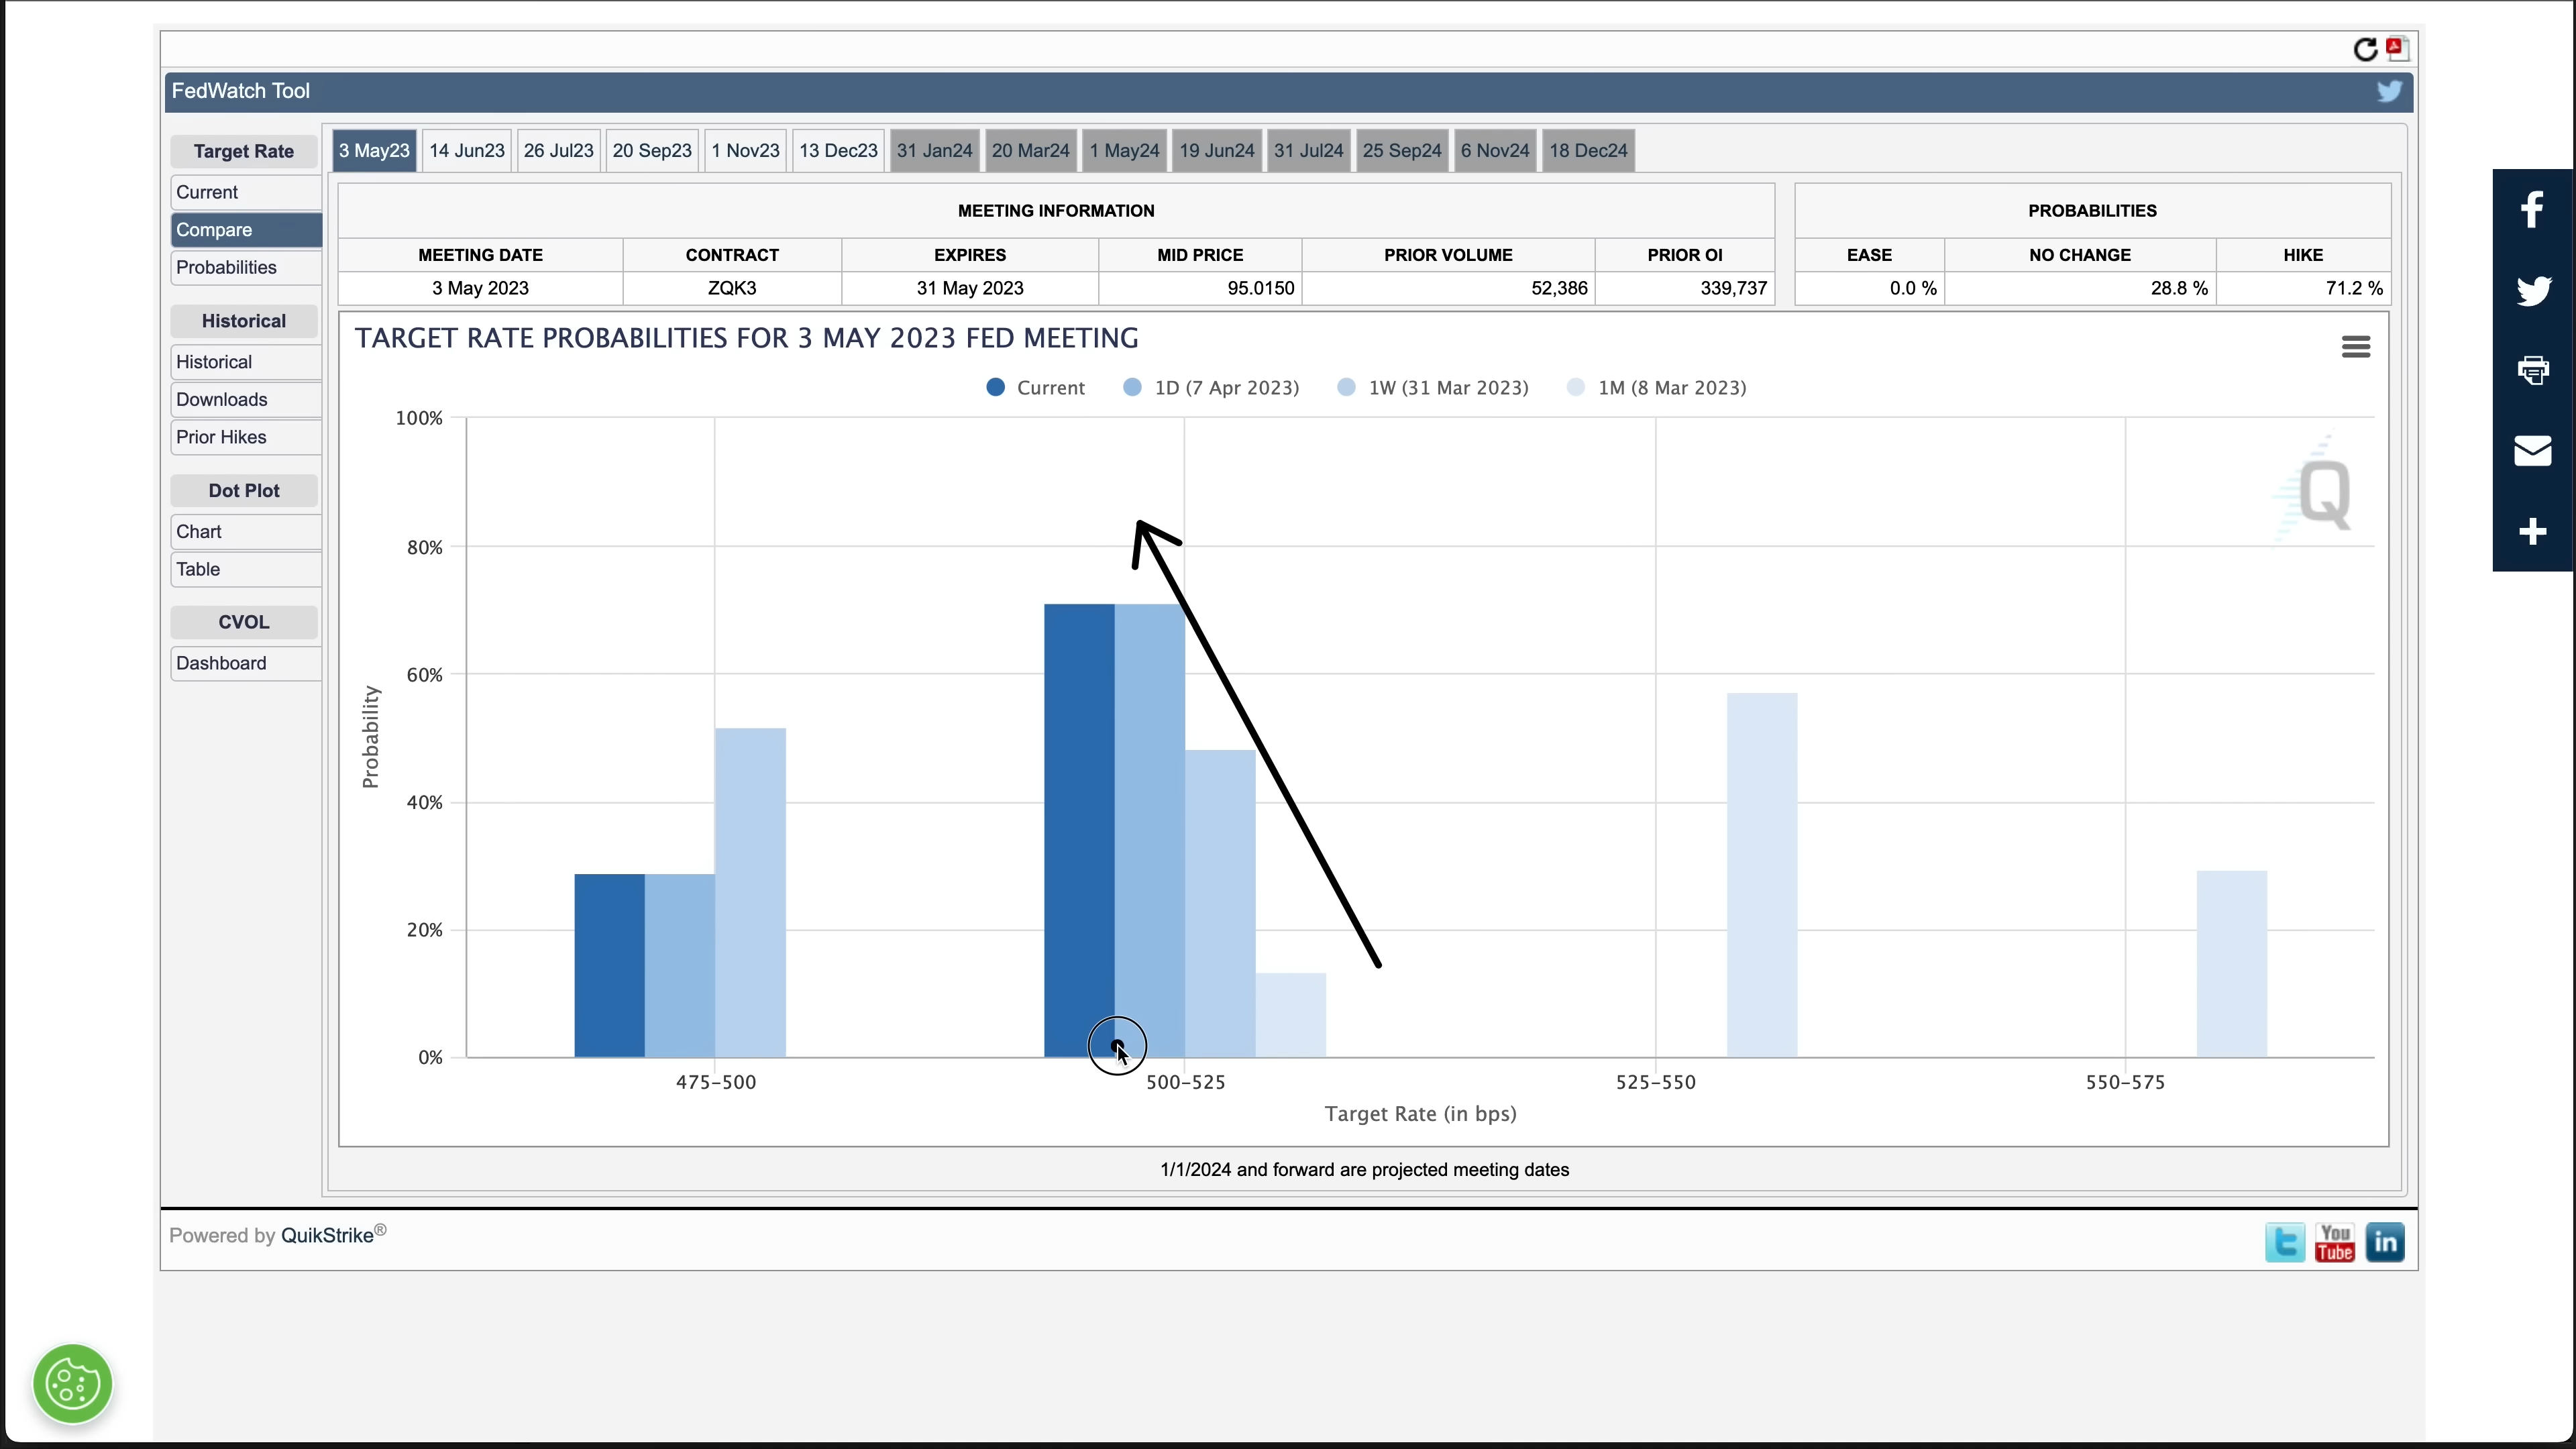 FedWatch Tool
Target Rate
Current
Compare
Probabilities
Historical
Historical
Downloads
Prior Hikes
Dot Plot
Chart
Table
CVOL
Dashboard
3 May23 14 Jun23 26 Jul23 20 Sep23 1 Nov23 13 Dec23 31 Jan24 20 Mar24 1 May24 19 Jun24 31 Jul24 25 Sep24 6 Nov24 18 Dec24
MEETING INFORMATION
MEETING DATE CONTRACT EXPIRES MID PRICE PRIOR VOLUME PRIOR OI
3 May 2023 ZQK3 31 May 2023 95.0150 52,386 339,737
PROBABILITIES
EASE NO CHANGE HIKE
0.0 % 28.8 % 71.2 %
TARGET RATE PROBABILITIES FOR 3 MAY 2023 FED MEETING
Current 1D (7 Apr 2023) 1W (31 Mar 2023) 1M (8 Mar 2023)
100%
80%
60%
40%
20%
0%
Probability
475-500 500-525 525-550 550-575
Target Rate (in bps)
Q
1/1/2024 and forward are projected meeting dates
Powered by QuikStrike®
You
Tube
in